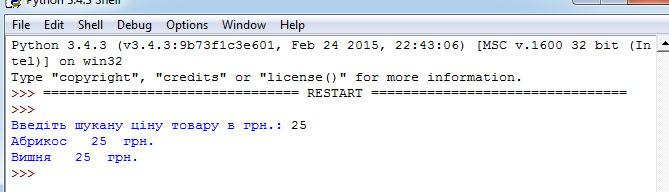 Python 3.4.3 Shell
File Edit Shell Debug Options Window Help
Python 3.4.3 (v3.4.3:9b73f1c3e601, Feb 24 2015, 22:43:06) [MSC v.1600 32 bit (In
tel)] on win32
Type "copyright", "credits" or "license()" for more information.
>>> ================================ RESTART ================================
>>>
Введіть шукану ціну товару в грн.: 25
Абрикос 25 грн.
Вишня 25 грн.
>>>